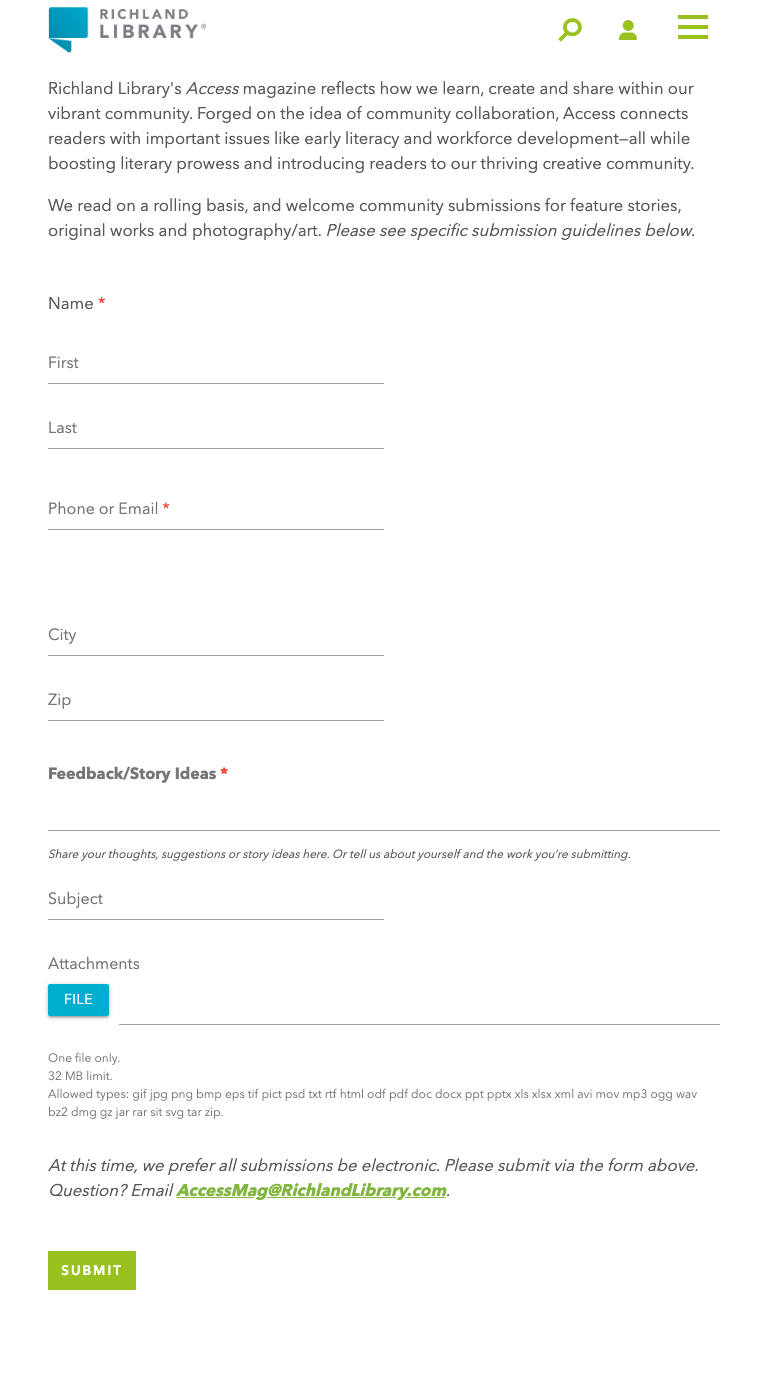 RICHLAND
LIBRARY®
Richland Library's Access magazine reflects how we learn, create and share within our
vibrant community. Forged on the idea of community collaboration, Access connects
readers with important issues like early literacy and workforce development—all while
boosting literary prowess and introducing readers to our thriving creative community.
We read on a rolling basis, and welcome community submissions for feature stories,
original works and photography/art. Please see specific submission guidelines below.
Name *
First
Last
Phone or Email *
City
Zip
Feedback/Story Ideas *
Share your thoughts, suggestions or story ideas here. Or tell us about yourself and the work you’re submitting.
Subject
Attachments
FILE
One file only.
32 MB limit.
Allowed types: gif jpg png bmp eps tif pict psd txt rtf html odf pdf doc docx ppt pptx xls xlsx xml avi mov mp3 ogg wav
bz2 dmg gz jar rar sit svg tar zip.
At this time, we prefer all submissions be electronic. Please submit via the form above.
Question? Email AccessMag@RichlandLibrary.com.
SUBMIT